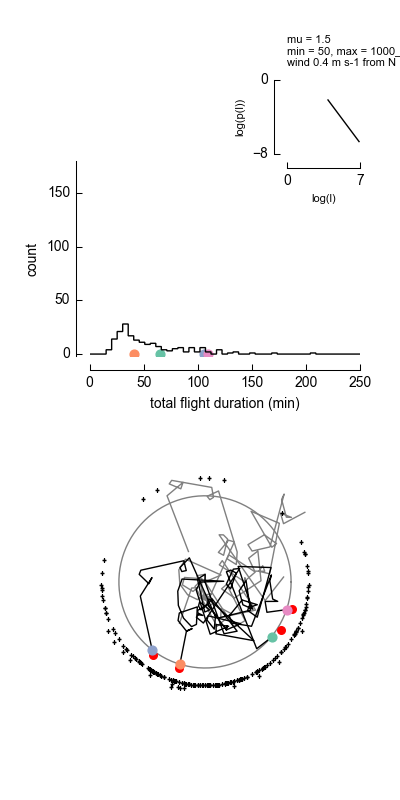 mu = 1.5
min = 50, max = 1000_
wind 0.4 m s-1 from N
0
log(p(l))
−8
0 7
log(l)
150
100
50
0
count
0 50 100 150 200 250
total flight duration (min)